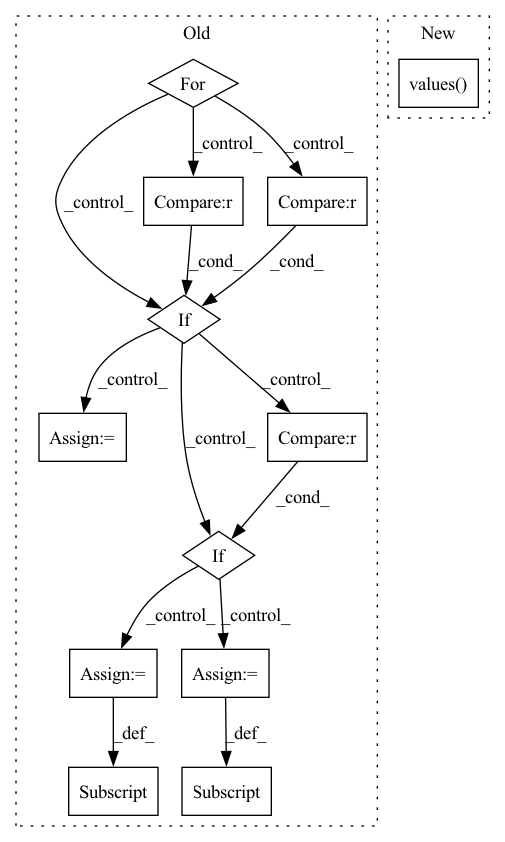 Old
New
For
values()
_control_
_control_
_control_
Compare:r
Compare:r
_cond_
_cond_
If
_control_
_control_
_control_
Assign:=
Compare:r
_cond_
If
_control_
_control_
Assign:=
Assign:=
_def_
_def_
Subscript
Subscript